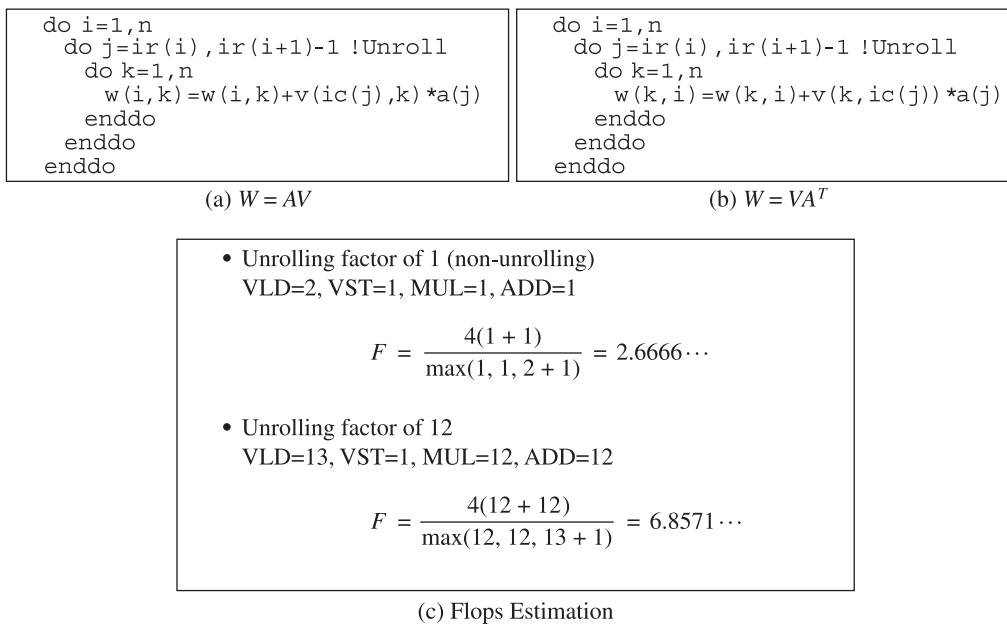 do i=1,n
do j=ir(i),ir(i+1)-1 !Unroll
do k=1,n
w(i,k)=w(i,k)+v(ic(j),k)*a(j)
enddo
enddo
enddo
(a) W = AV
do i=1,n
do j=ir(i),ir(i+1)-1 !Unroll
do k=1,n
w(k,i)=w(k,i)+v(k,ic(j))*a(j)
enddo
enddo
enddo
(b) W = VA^T
• Unrolling factor of 1 (non-unrolling)
VLD=2, VST=1, MUL=1, ADD=1
F = 4(1 + 1) / max(1, 1, 2 + 1) = 2.6666···
• Unrolling factor of 12
VLD=13, VST=1, MUL=12, ADD=12
F = 4(12 + 12) / max(12, 12, 13 + 1) = 6.8571···
(c) Flops Estimation